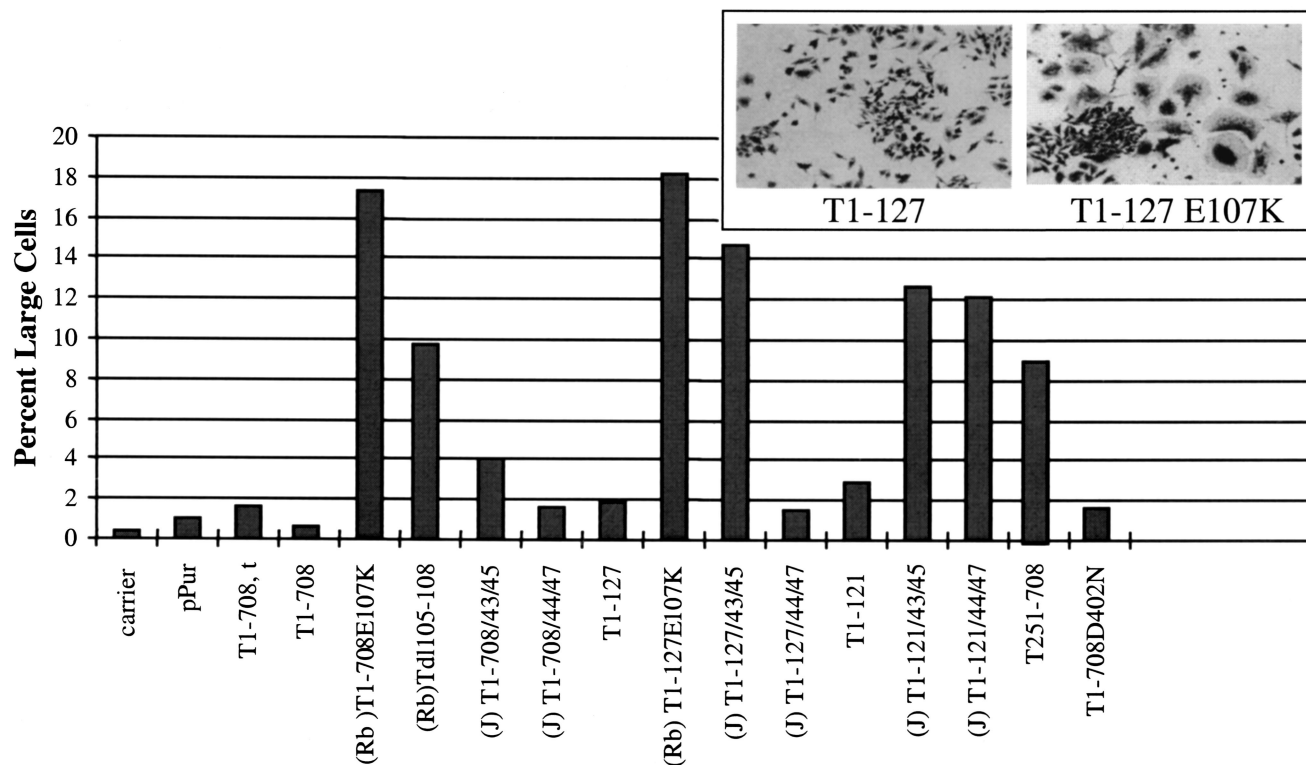 T1-127
T1-127 E107K
Percent Large Cells
20
18
16
14
12
10
8
6
4
2
0
carrier
pPur
T1-708, t
T1-708
(Rb )T1-708E107K
(Rb)Tdl105-108
(J) T1-708/43/45
(J) T1-708/44/47
T1-127
(Rb) T1-127E107K
(J) T1-127/43/45
(J) T1-127/44/47
T1-121
(J) T1-121/43/45
(J) T1-121/44/47
T251-708
T1-708D402N